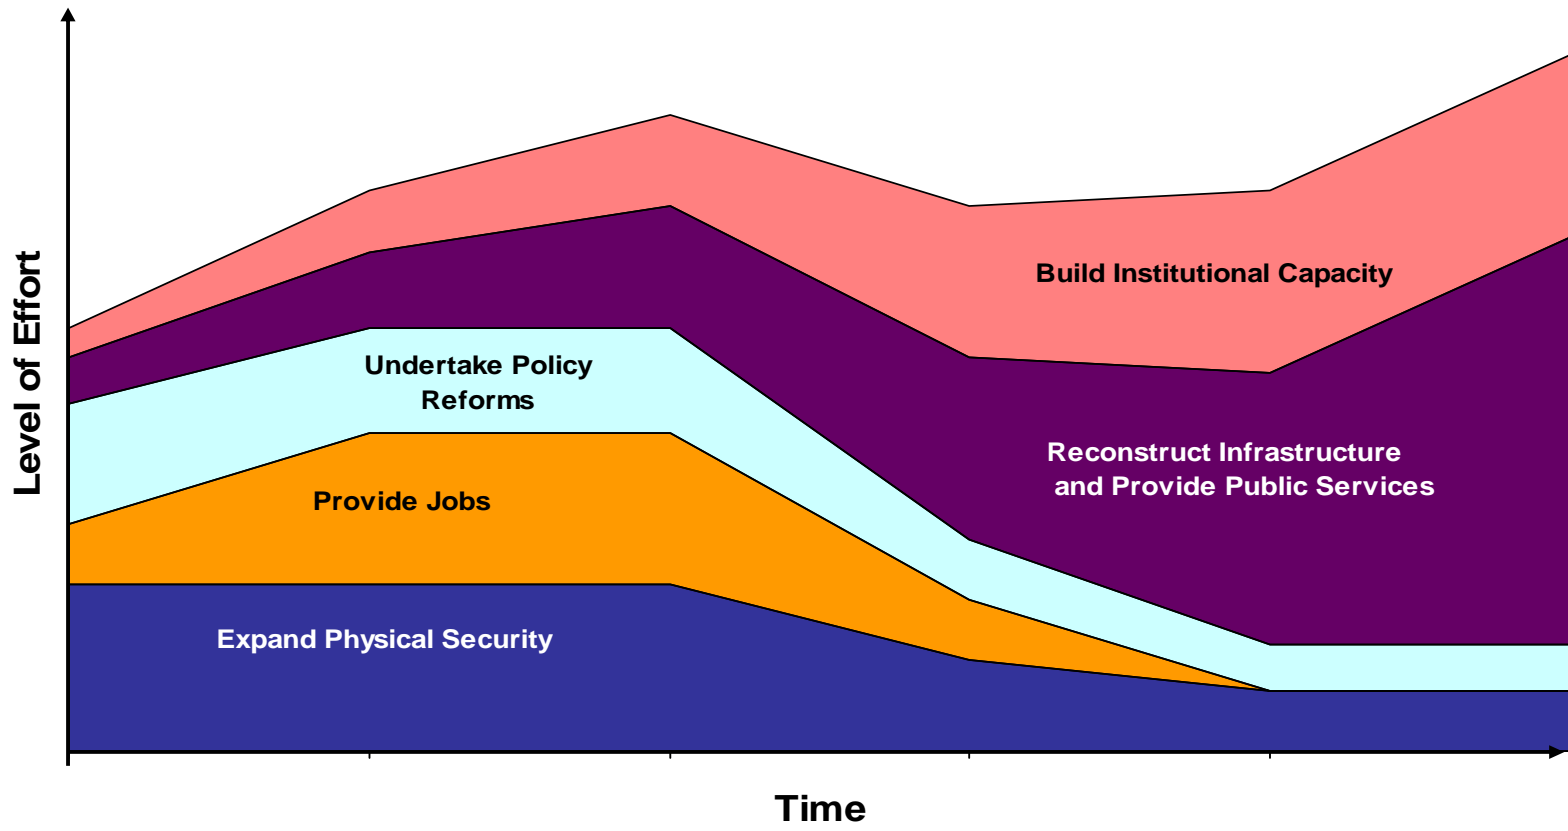 Level of Effort
Build Institutional Capacity
Undertake Policy
Reforms
Reconstruct Infrastructure
and Provide Public Services
Provide Jobs
Expand Physical Security
Time